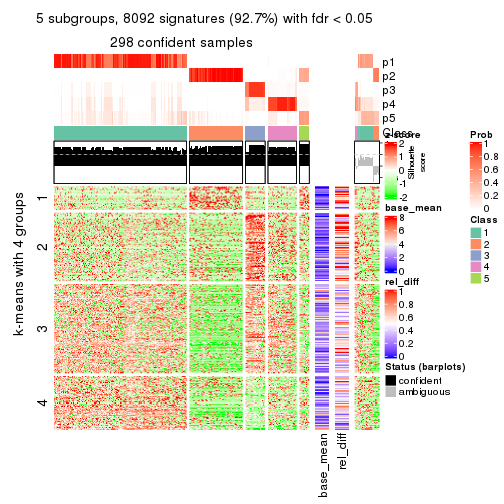 5 subgroups, 8092 signatures (92.7%) with fdr < 0.05
298 confident samples
p1
p2
p3
p4
p5
Class
z-score
2
1
0
-1
-2
Silhouette
score
1
2
3
4
k-means with 4 groups
base_mean
rel_diff
Prob
1
0.8
0.6
0.4
0.2
0
Class
1
2
3
4
5
base_mean
8
6
4
2
0
rel_diff
1
0.8
0.6
0.4
0.2
0
Status (barplots)
confident
ambiguous